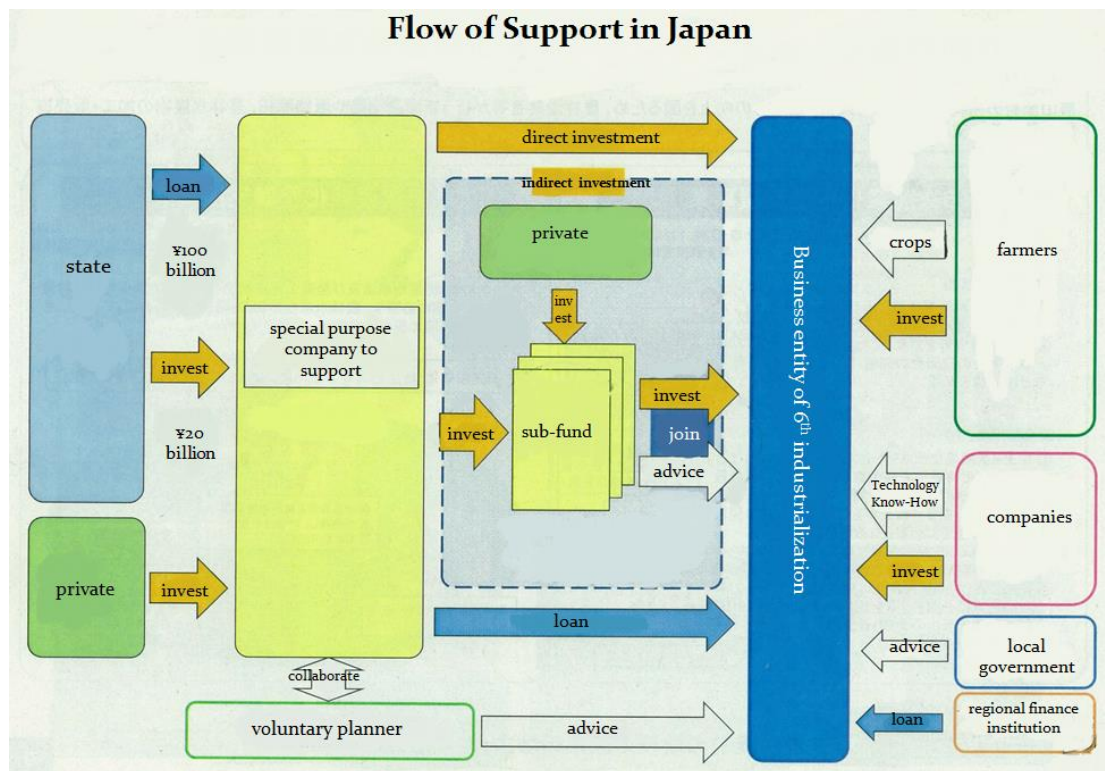 Flow of Support in Japan
state
loan
¥100
billion
invest
¥20
billion
private
invest
special purpose
company to
support
collaborate
voluntary planner
advice
direct investment
indirect investment
private
inv
est
invest
sub-fund
invest
join
advice
loan
Business entity of 6th industrialization
crops
invest
farmers
Technology
Know-How
invest
companies
advice
local
government
loan
regional finance
institution